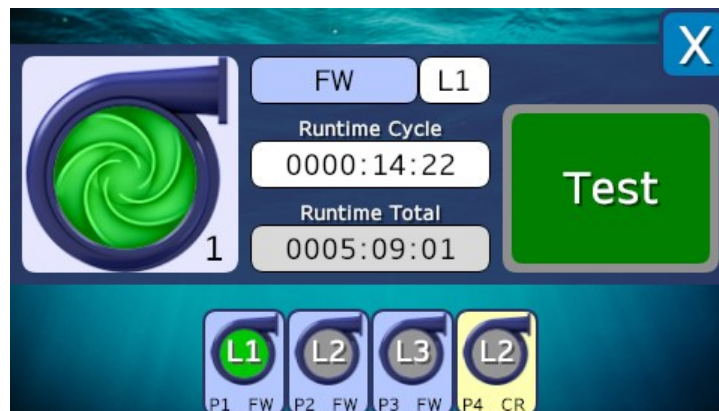 X
FW L1
Runtime Cycle
0000:14:22
Test
Runtime Total
0005:09:01
1
L1 L2 L3 L2
P1 FW P2 FW P3 FW P4 CR